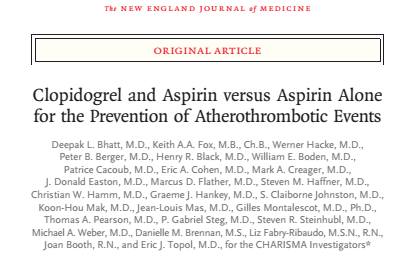 The NEW ENGLAND JOURNAL of MEDICINE
ORIGINAL ARTICLE
Clopidogrel and Aspirin versus Aspirin Alone
for the Prevention of Atherothrombotic Events
Deepak L. Bhatt, M.D., Keith A.A. Fox, M.B., Ch.B., Werner Hacke, M.D.,
Peter B. Berger, M.D., Henry R. Black, M.D., William E. Boden, M.D.,
Patrice Cacoub, M.D., Eric A. Cohen, M.D., Mark A. Creager, M.D.,
J. Donald Easton, M.D., Marcus D. Flather, M.D., Steven M. Haffner, M.D.,
Christian W. Hamm, M.D., Graeme J. Hankey, M.D., S. Claiborne Johnston, M.D.,
Koon-Hou Mak, M.D., Jean-Louis Mas, M.D., Gilles Montalescot, M.D., Ph.D.,
Thomas A. Pearson, M.D., P. Gabriel Steg, M.D., Steven R. Steinhubl, M.D.,
Michael A. Weber, M.D., Danielle M. Brennan, M.S., Liz Fabry-Ribaudo, M.S.N., R.N.,
Joan Booth, R.N., and Eric J. Topol, M.D., for the CHARISMA Investigators*